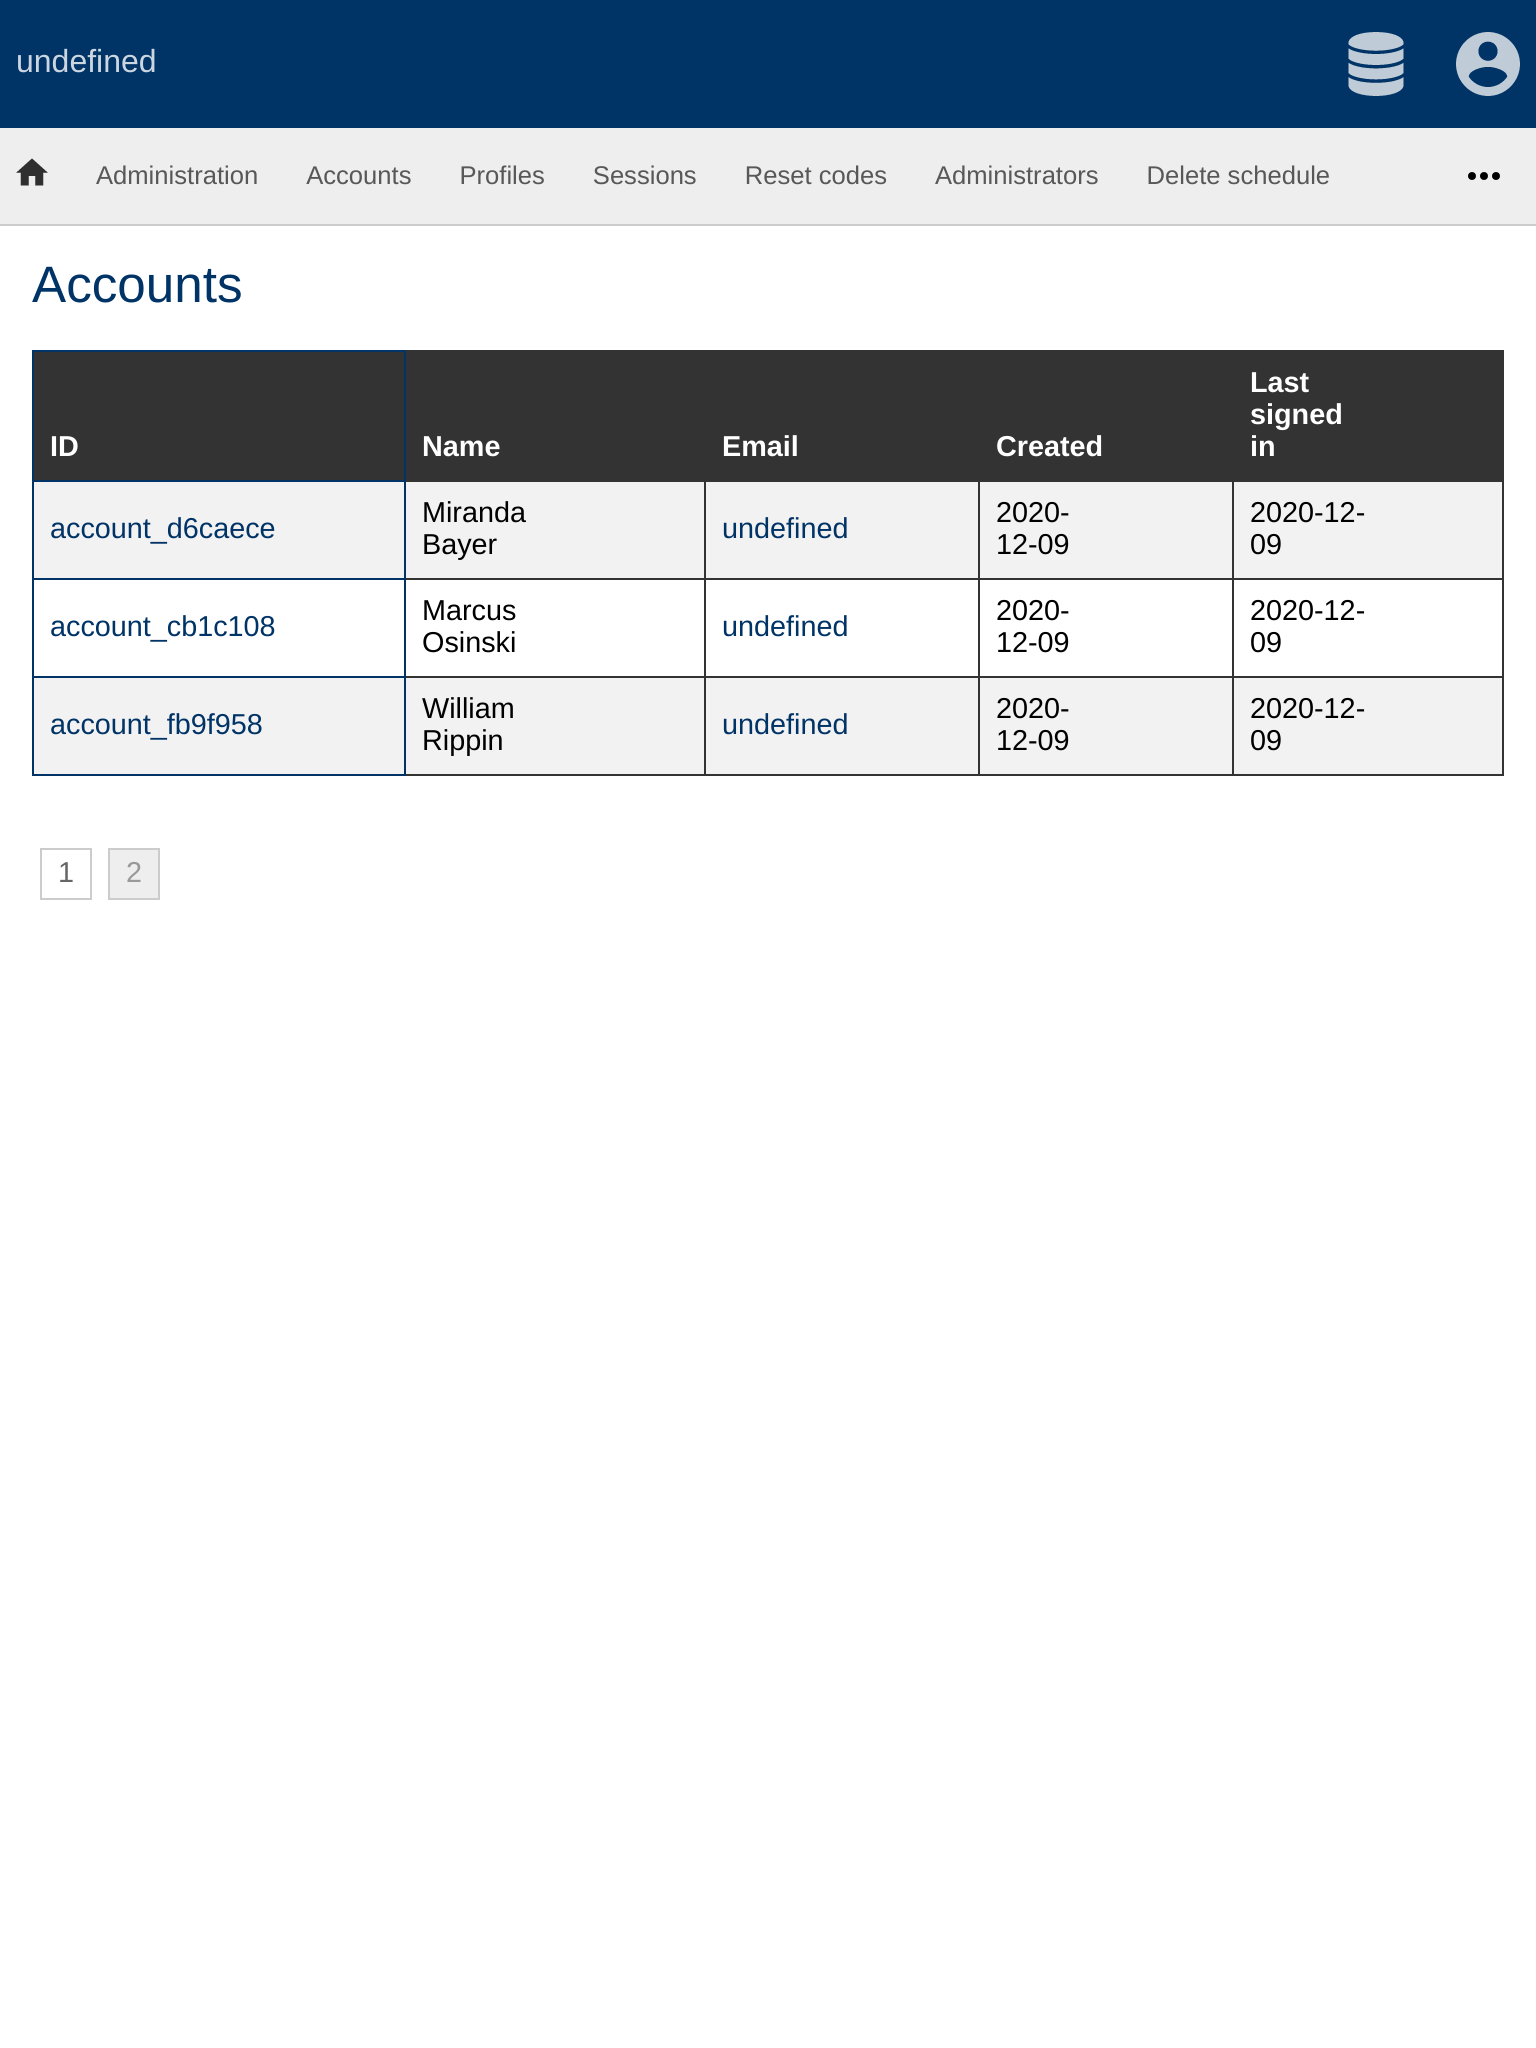 undefined
Administration Accounts Profiles Sessions Reset codes Administrators Delete schedule
Accounts
ID Name Email Created Last signed in
account_d6caece Miranda Bayer undefined 2020-12-09 2020-12-09
account_cb1c108 Marcus Osinski undefined 2020-12-09 2020-12-09
account_fb9f958 William Rippin undefined 2020-12-09 2020-12-09
1 2